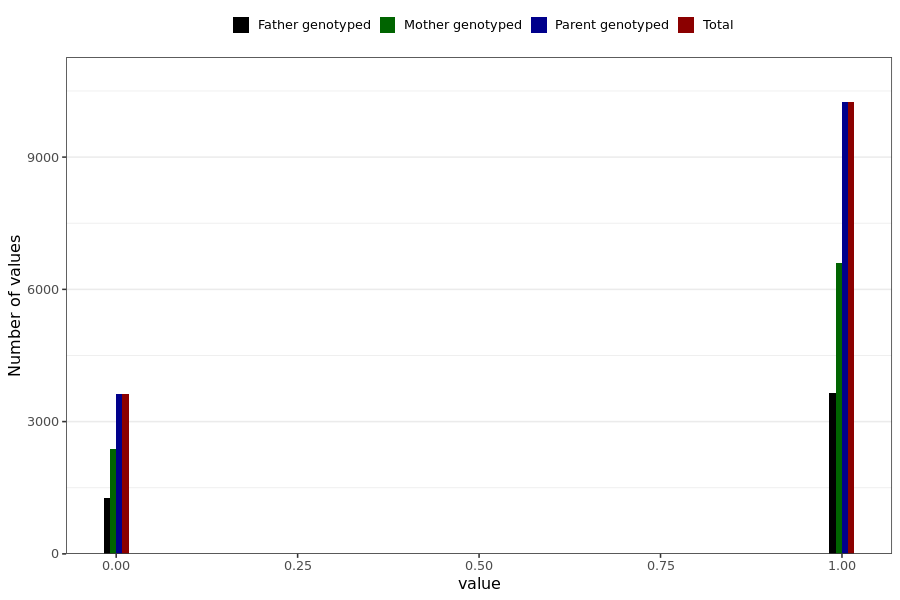 Father genotyped Mother genotyped Parent genotyped Total
Number of values
9000
6000
3000
0
0.00 0.25 0.50 0.75 1.00
value